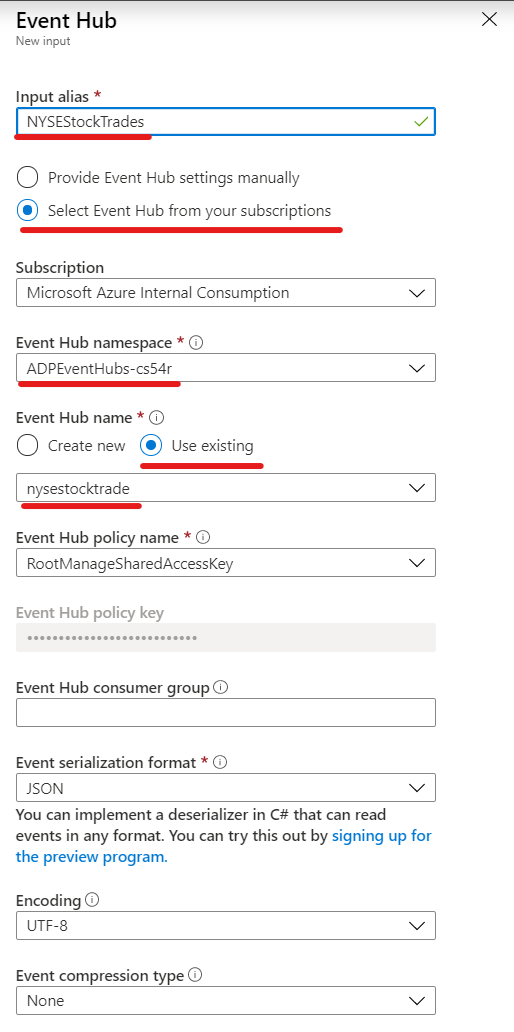 Event Hub
New input
Input alias *
NYSEStockTrades
Provide Event Hub settings manually
Select Event Hub from your subscriptions
Subscription
Microsoft Azure Internal Consumption
Event Hub namespace *
ADPEventHubs-cs54r
Event Hub name *
Create new Use existing
nysestocktrade
Event Hub policy name *
RootManageSharedAccessKey
Event Hub policy key
•••••••••••••••••••••••••••
Event Hub consumer group
Event serialization format *
JSON
You can implement a deserializer in C# that can read
events in any format. You can try this out by signing up for
the preview program.
Encoding
UTF-8
Event compression type
None